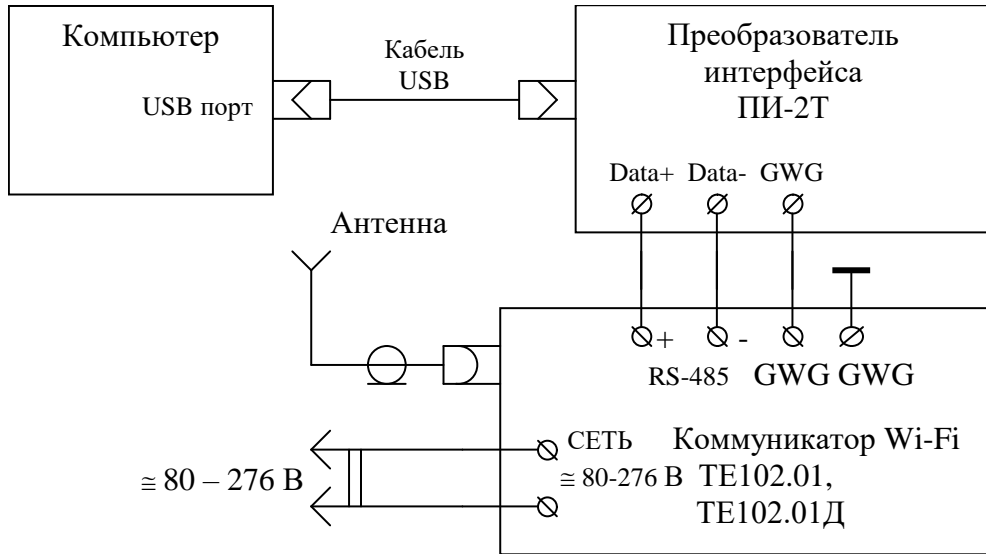 Компьютер
USB порт
Кабель
USB
Преобразователь
интерфейса
ПИ-2Т
Data+ Data- GWG
Антенна
+ -
RS-485 GWG GWG
СЕТЬ
≅ 80-276 В
Коммуникатор Wi-Fi
ТЕ102.01,
ТЕ102.01Д
≅ 80 – 276 В